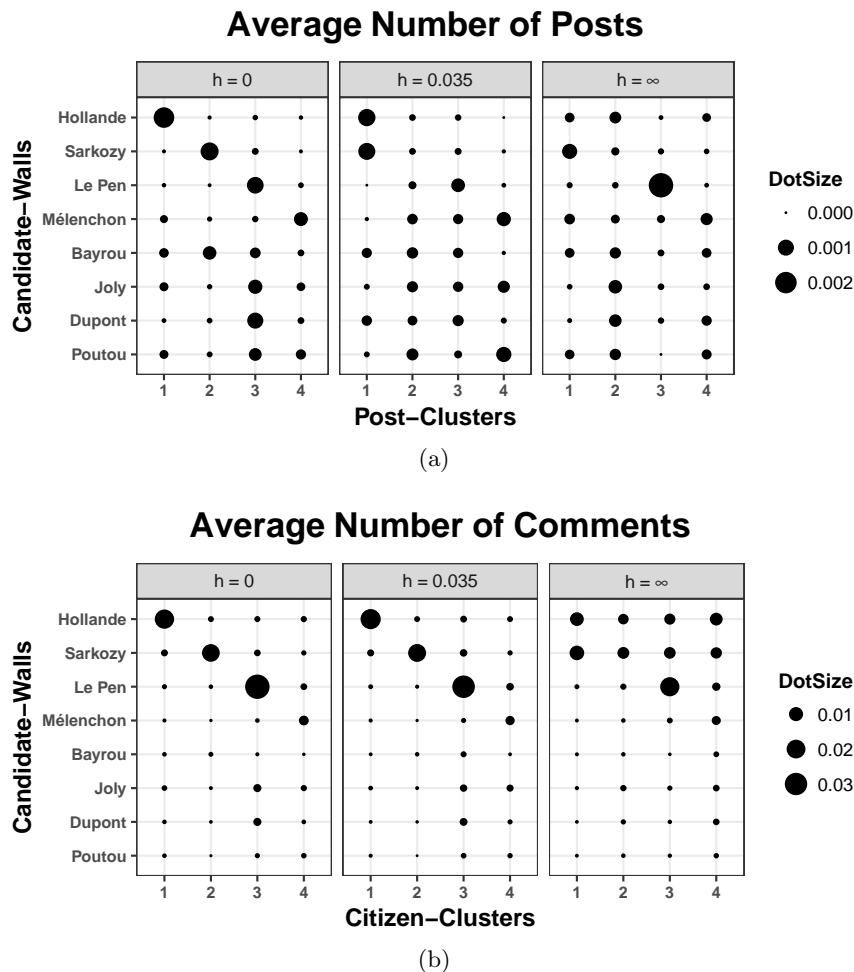 Average Number of Posts
h = 0
h = 0.035
h = ∞
Candidate−Walls
Hollande
Sarkozy
Le Pen
Mélenchon
Bayrou
Joly
Dupont
Poutou
1 2 3 4
1 2 3 4
1 2 3 4
Post−Clusters
DotSize
0.000
0.001
0.002
(a)
Average Number of Comments
h = 0
h = 0.035
h = ∞
Candidate−Walls
Hollande
Sarkozy
Le Pen
Mélenchon
Bayrou
Joly
Dupont
Poutou
1 2 3 4
1 2 3 4
1 2 3 4
Citizen−Clusters
DotSize
0.01
0.02
0.03
(b)